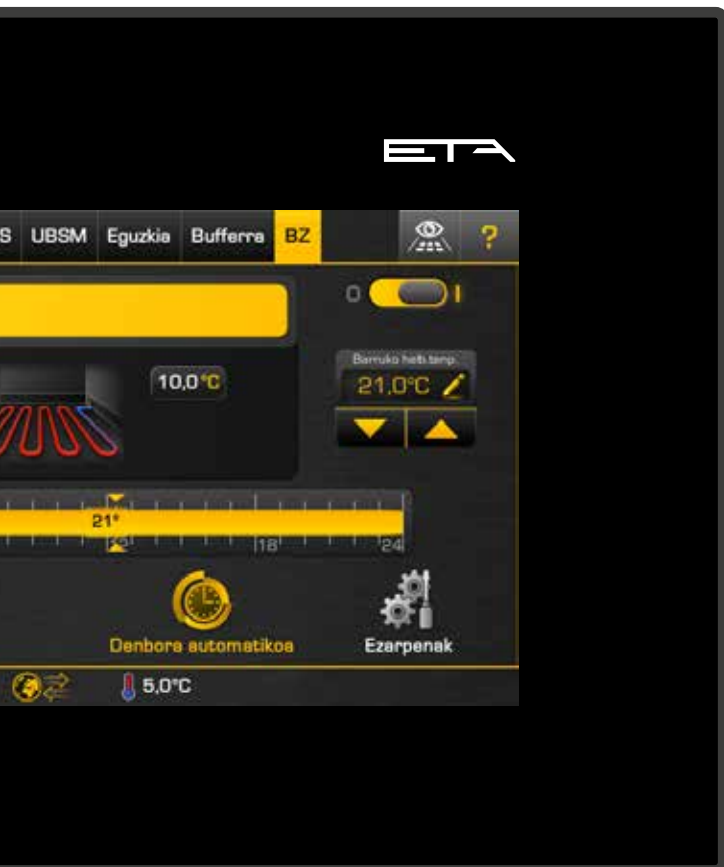 ETA
S UBSM Eguzkia Bufferra BZ ?
O I
Barruko helb.tenp.
10,0°C
21,0°C
21°
18 24
Denbora automatikoa Ezarpenak
5,0°C